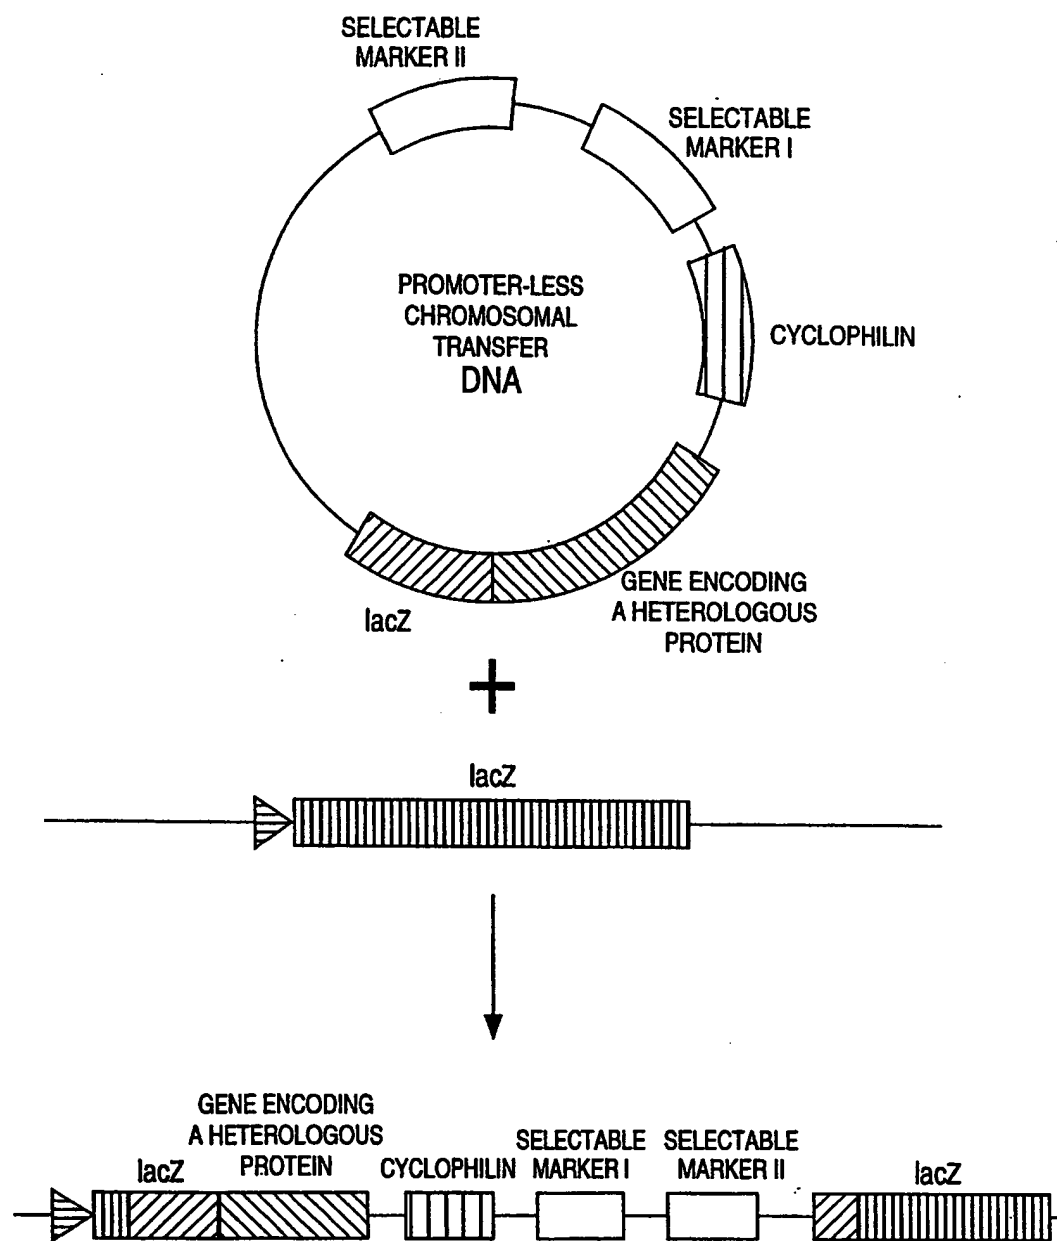 SELECTABLE
MARKER II
SELECTABLE
MARKER I
PROMOTER-LESS
CHROMOSOMAL
TRANSFER
DNA
CYCLOPHILIN
GENE ENCODING
A HETEROLOGOUS
PROTEIN
lacZ
+
lacZ
GENE ENCODING
A HETEROLOGOUS
PROTEIN
lacZ
CYCLOPHILIN
SELECTABLE
MARKER I
SELECTABLE
MARKER II
lacZ